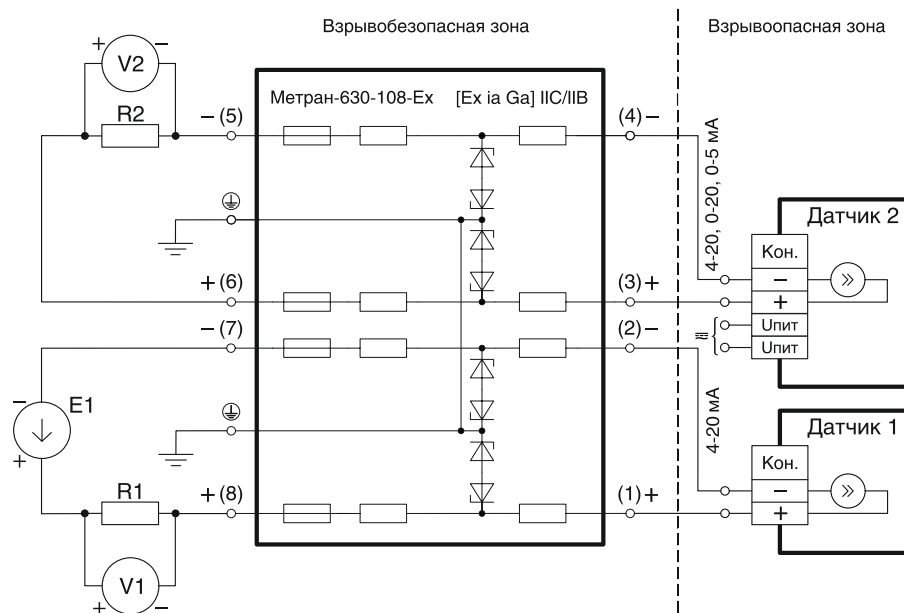 Взрывобезопасная зона
Взрывоопасная зона
+ V2 −
R2
− (5)
Метран-630-108-Ex [Ex ia Ga] IIC/IIB
(4) −
4-20, 0-20, 0-5 мА
Датчик 2
Кон.
−
+
Uпит
Uпит
≂
+ (6)
(3) +
− (7)
(2) −
−
E1
+
4-20 мА
Датчик 1
Кон.
−
+
R1
+ (8)
(1) +
+ V1 −